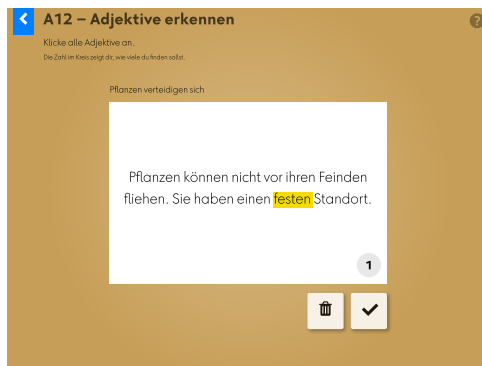 A12 – Adjektive erkennen
Klicke alle Adjektive an.
Die Zahl im Kreis zeigt dir, wie viele du finden sollst.
Pflanzen verteidigen sich
Pflanzen können nicht vor ihren Feinden
fliehen. Sie haben einen festen Standort.
1
?